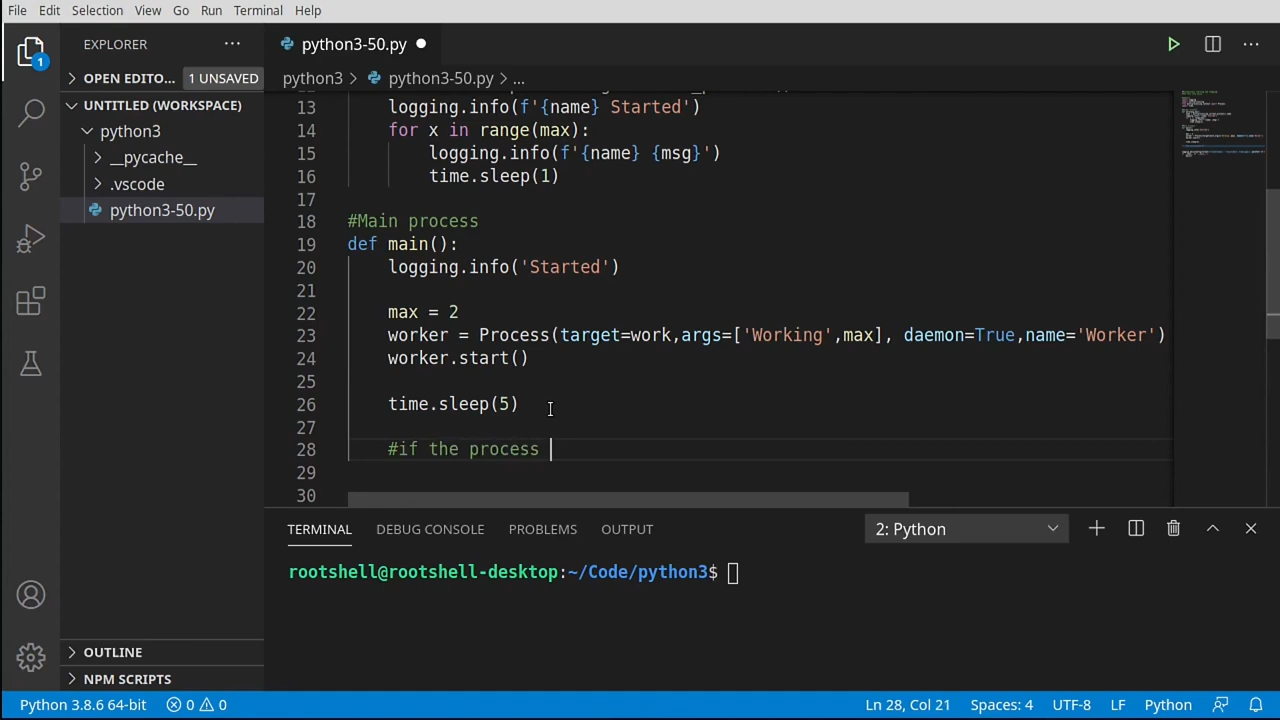 File Edit Selection View Go Run Terminal Help
EXPLORER ···
python3-50.py
OPEN EDITO... 1 UNSAVED
python3 > python3-50.py > ...
UNTITLED (WORKSPACE)
python3
__pycache__
.vscode
python3-50.py
1
13 logging.info(f'{name} Started')
14 for x in range(max):
15 logging.info(f'{name} {msg}')
16 time.sleep(1)
17
18 #Main process
19 def main():
20 logging.info('Started')
21
22 max = 2
23 worker = Process(target=work,args=['Working',max], daemon=True,name='Worker')
24 worker.start()
25
26 time.sleep(5)
27
28 #if the process
29
30
TERMINAL DEBUG CONSOLE PROBLEMS OUTPUT 2: Python
rootshell@rootshell-desktop:~/Code/python3$
OUTLINE
NPM SCRIPTS
Python 3.8.6 64-bit 0 0 Ln 28, Col 21 Spaces: 4 UTF-8 LF Python